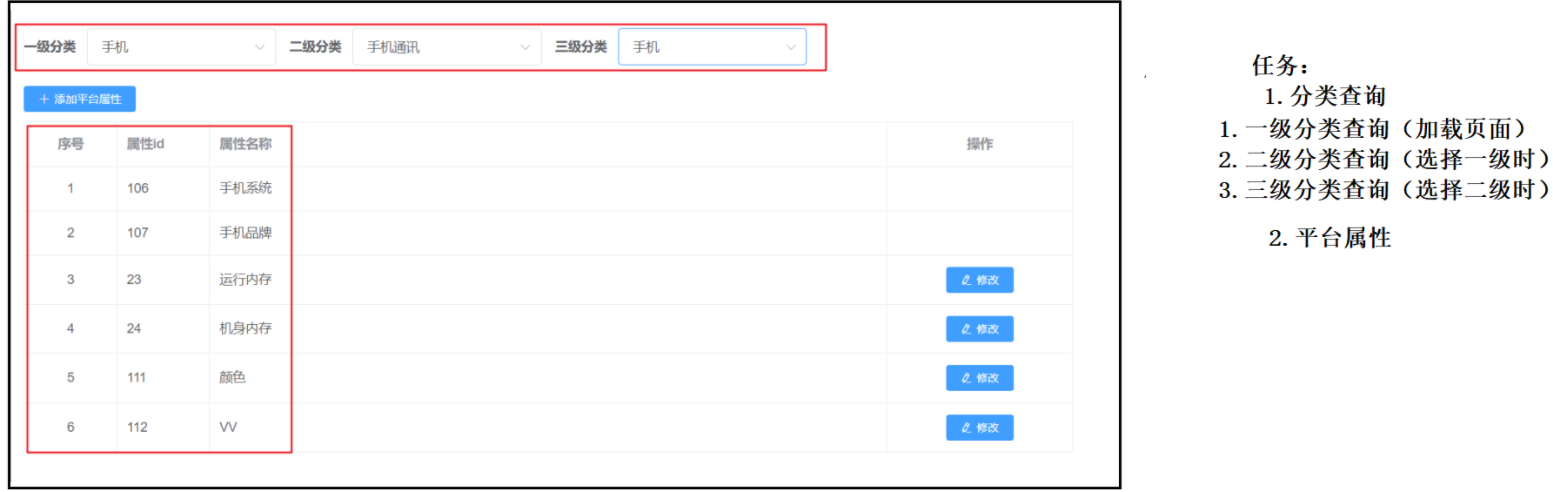 一级分类 手机 二级分类 手机通讯 三级分类 手机
+ 添加平台属性
序号 属性id 属性名称 操作
1 106 手机系统
2 107 手机品牌
3 23 运行内存 修改
4 24 机身内存 修改
5 111 颜色 修改
6 112 VV 修改
任务：
1. 分类查询
1. 一级分类查询（加载页面）
2. 二级分类查询（选择一级时）
3. 三级分类查询（选择二级时）
2. 平台属性